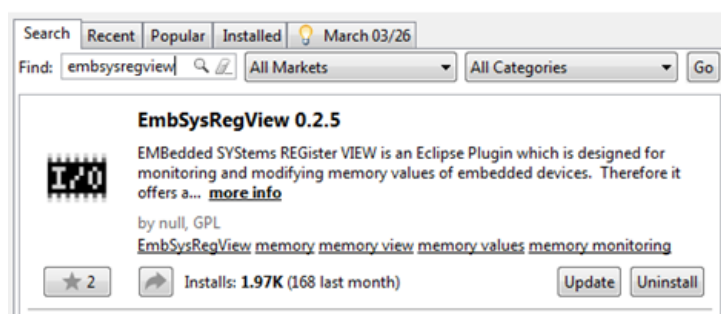 Search Recent Popular Installed March 03/26
Find: embsysregview All Markets All Categories Go
EmbSysRegView 0.2.5
I/O
EMBedded SYStems REGister VIEW is an Eclipse Plugin which is designed for
monitoring and modifying memory values of embedded devices. Therefore it
offers a... more info
by null, GPL
EmbSysRegView memory memory view memory values memory monitoring
2 Installs: 1.97K (168 last month) Update Uninstall